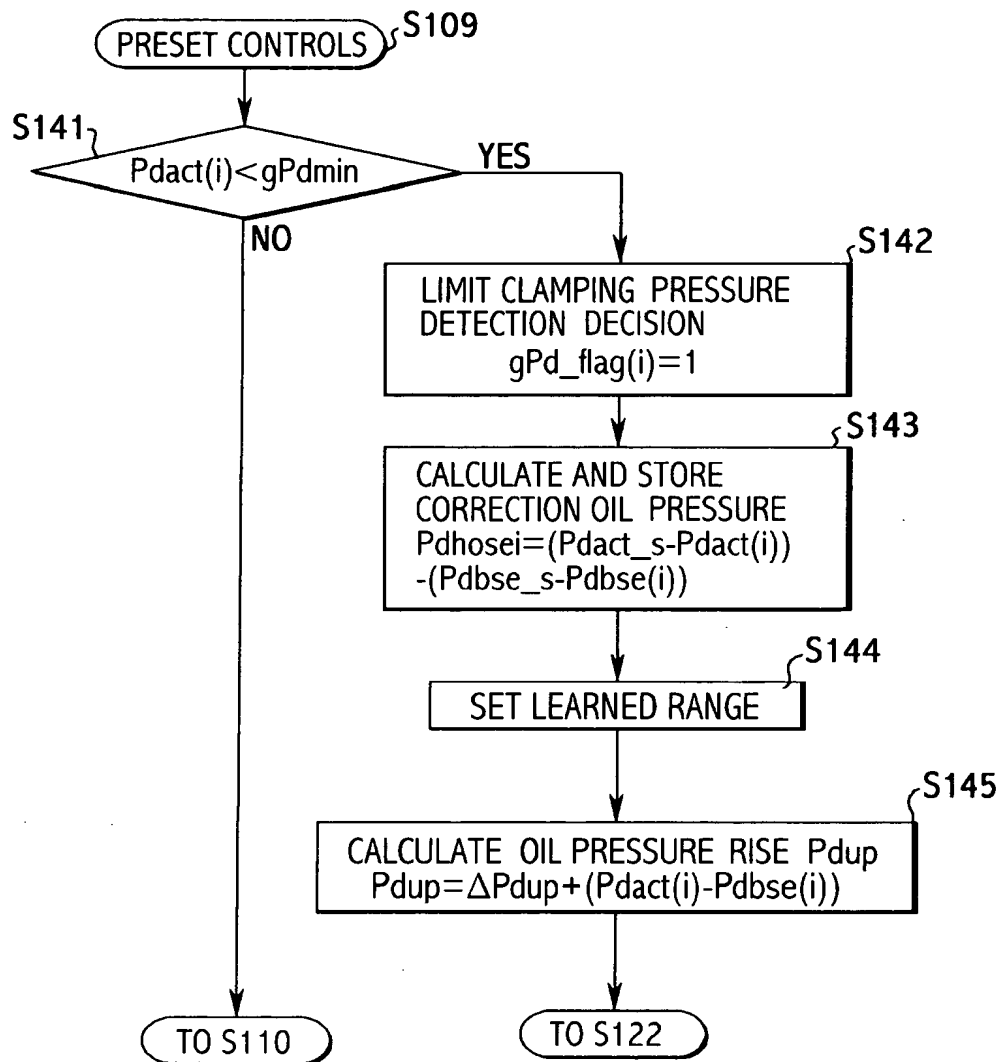 PRESET CONTROLS
S109
S141
Pdact(i)<gPdmin
YES
NO
S142
LIMIT CLAMPING PRESSURE
DETECTION DECISION
gPd_flag(i)=1
S143
CALCULATE AND STORE
CORRECTION OIL PRESSURE
Pdhosei=(Pdact_s-Pdact(i))
-(Pdbse_s-Pdbse(i))
S144
SET LEARNED RANGE
S145
CALCULATE OIL PRESSURE RISE Pdup
Pdup=ΔPdup+(Pdact(i)-Pdbse(i))
TO S110
TO S122